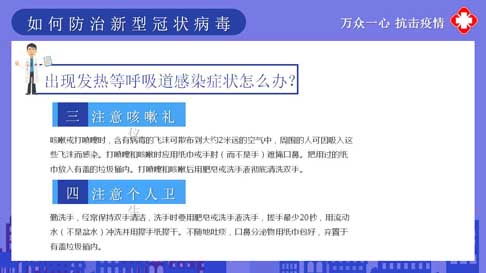 如何防治新型冠状病毒
万众一心 抗击疫情
出现发热等呼吸道感染症状怎么办?
三 注意咳嗽礼
仪
咳嗽或打喷嚏时，含有病毒的飞沫可散布到大约2米远的空气中，周围的人可因吸入这
些飞沫而感染。打喷嚏和咳嗽时应用纸巾或手肘（而不是手）遮掩口鼻。把用过的纸
巾放入有盖的垃圾桶内。打喷嚏和咳嗽后用肥皂或洗手液彻底清洗双手。
四 注意个人卫
生
勤洗手，经常保持双手清洁，洗手时要用肥皂或洗手液洗手，搓手最少20秒，用流动
水（不是盆水）冲洗并用擦手纸擦干。不随地吐痰，口鼻分泌物用纸巾包好，弃置于
有盖垃圾桶内。